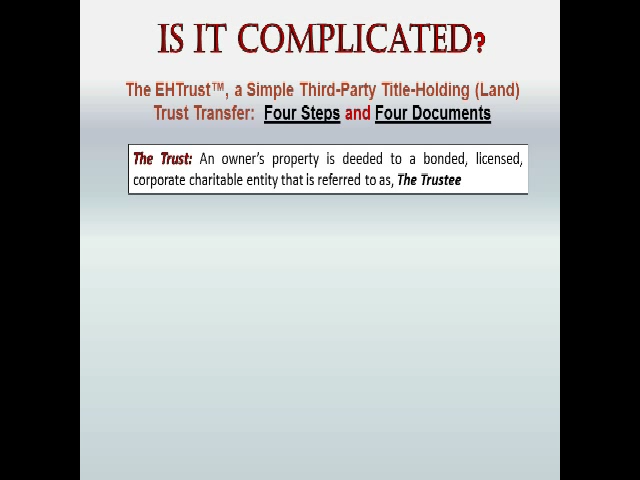 IS IT COMPLICATED?
The EHTrust™, a Simple Third-Party Title-Holding (Land)
Trust Transfer: Four Steps and Four Documents
The Trust: An owner's property is deeded to a bonded, licensed,
corporate charitable entity that is referred to as, The Trustee